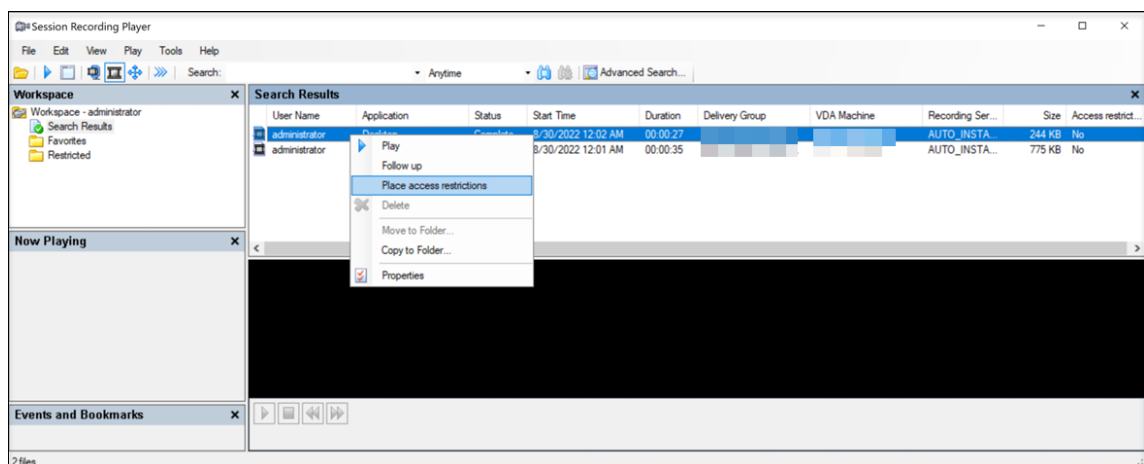 Session Recording Player
File Edit View Play Tools Help
Search: Anytime Advanced Search...
Workspace
Workspace - administrator
Search Results
Favorites
Restricted
Search Results
User Name Application Status Start Time Duration Delivery Group VDA Machine Recording Ser... Size Access restrict...
administrator Desktop Complete 8/30/2022 12:02 AM 00:00:27 AUTO_INSTA... 244 KB No
administrator 8/30/2022 12:01 AM 00:00:35 AUTO_INSTA... 775 KB No
Play
Follow up
Place access restrictions
Delete
Move to Folder...
Copy to Folder...
Properties
Now Playing
Events and Bookmarks
2 files